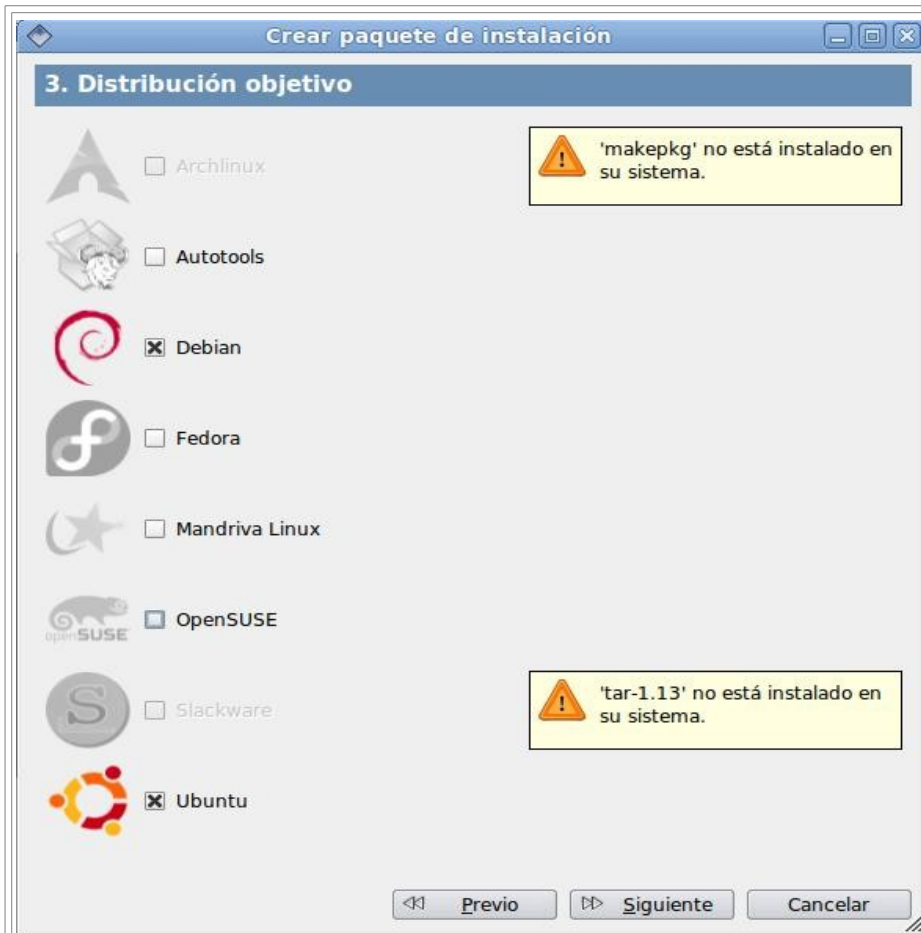 Crear paquete de instalación
3. Distribución objetivo
Archlinux
'makepkg' no está instalado en
su sistema.
Autotools
Debian
Fedora
Mandriva Linux
openSUSE
OpenSUSE
S
Slackware
'tar-1.13' no está instalado en
su sistema.
Ubuntu
Previo
Siguiente
Cancelar